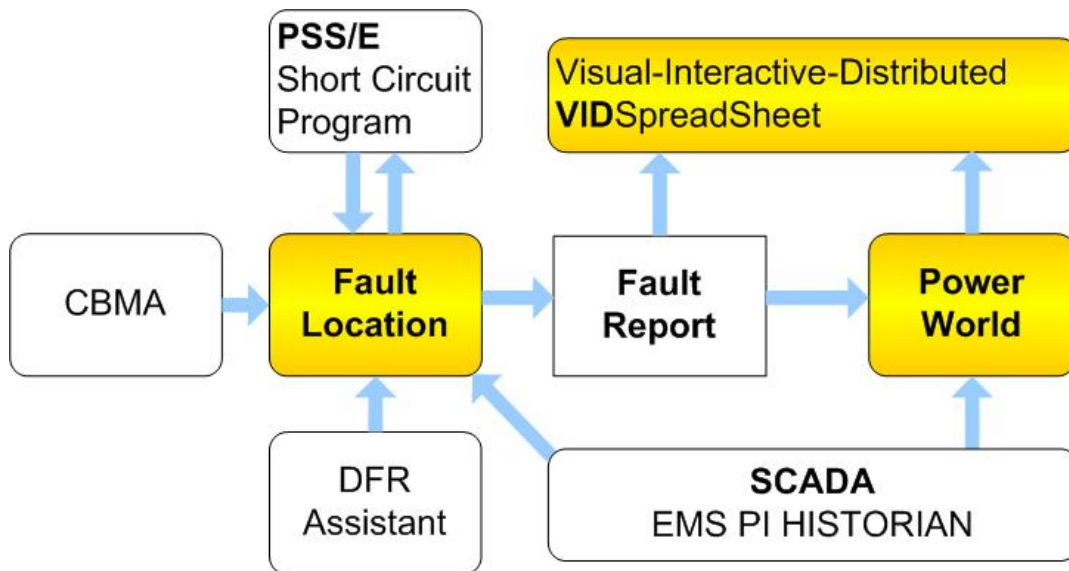 PSS/E
Short Circuit
Program
Visual-Interactive-Distributed
VIDSpreadSheet
CBMA
Fault
Location
Fault
Report
Power
World
DFR
Assistant
SCADA
EMS PI HISTORIAN